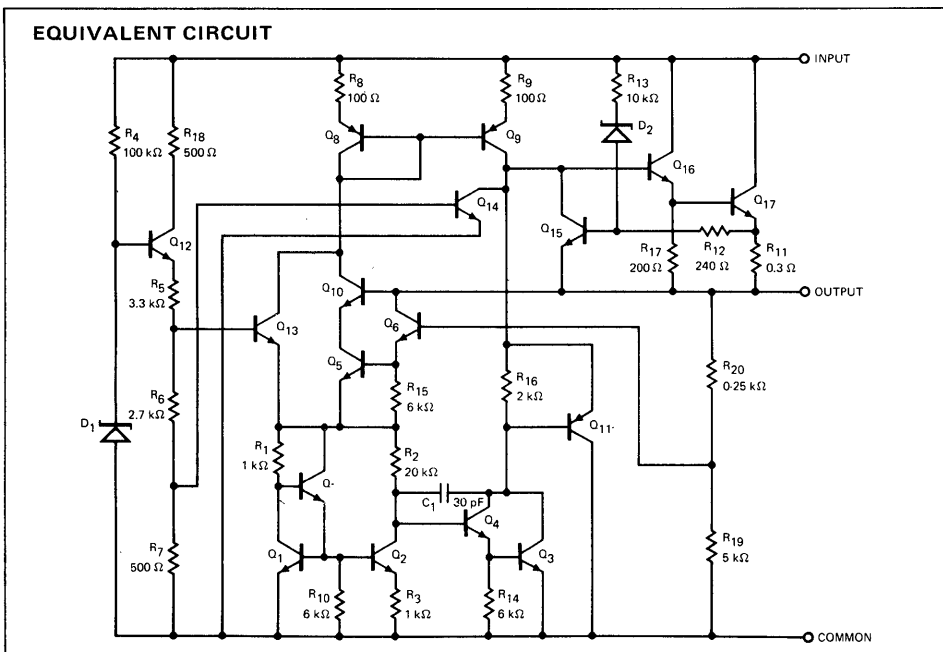 EQUIVALENT CIRCUIT
INPUT
R8
100 Ω
R9
100 Ω
R13
10 kΩ
R4
100 kΩ
R18
500 Ω
D2
Q8
Q9
Q16
Q14
Q17
Q12
Q15
R17
200 Ω
R12
240 Ω
R11
0.3 Ω
R5
3.3 kΩ
Q10
OUTPUT
Q13
Q6
Q5
R20
0·25 kΩ
R6
2.7 kΩ
R15
6 kΩ
R16
2 kΩ
D1
Q11
R1
1 kΩ
R2
20 kΩ
Q
C1
30 pF
Q4
R7
500 Ω
Q1
Q2
Q3
R19
5 kΩ
R10
6 kΩ
R3
1 kΩ
R14
6 kΩ
COMMON